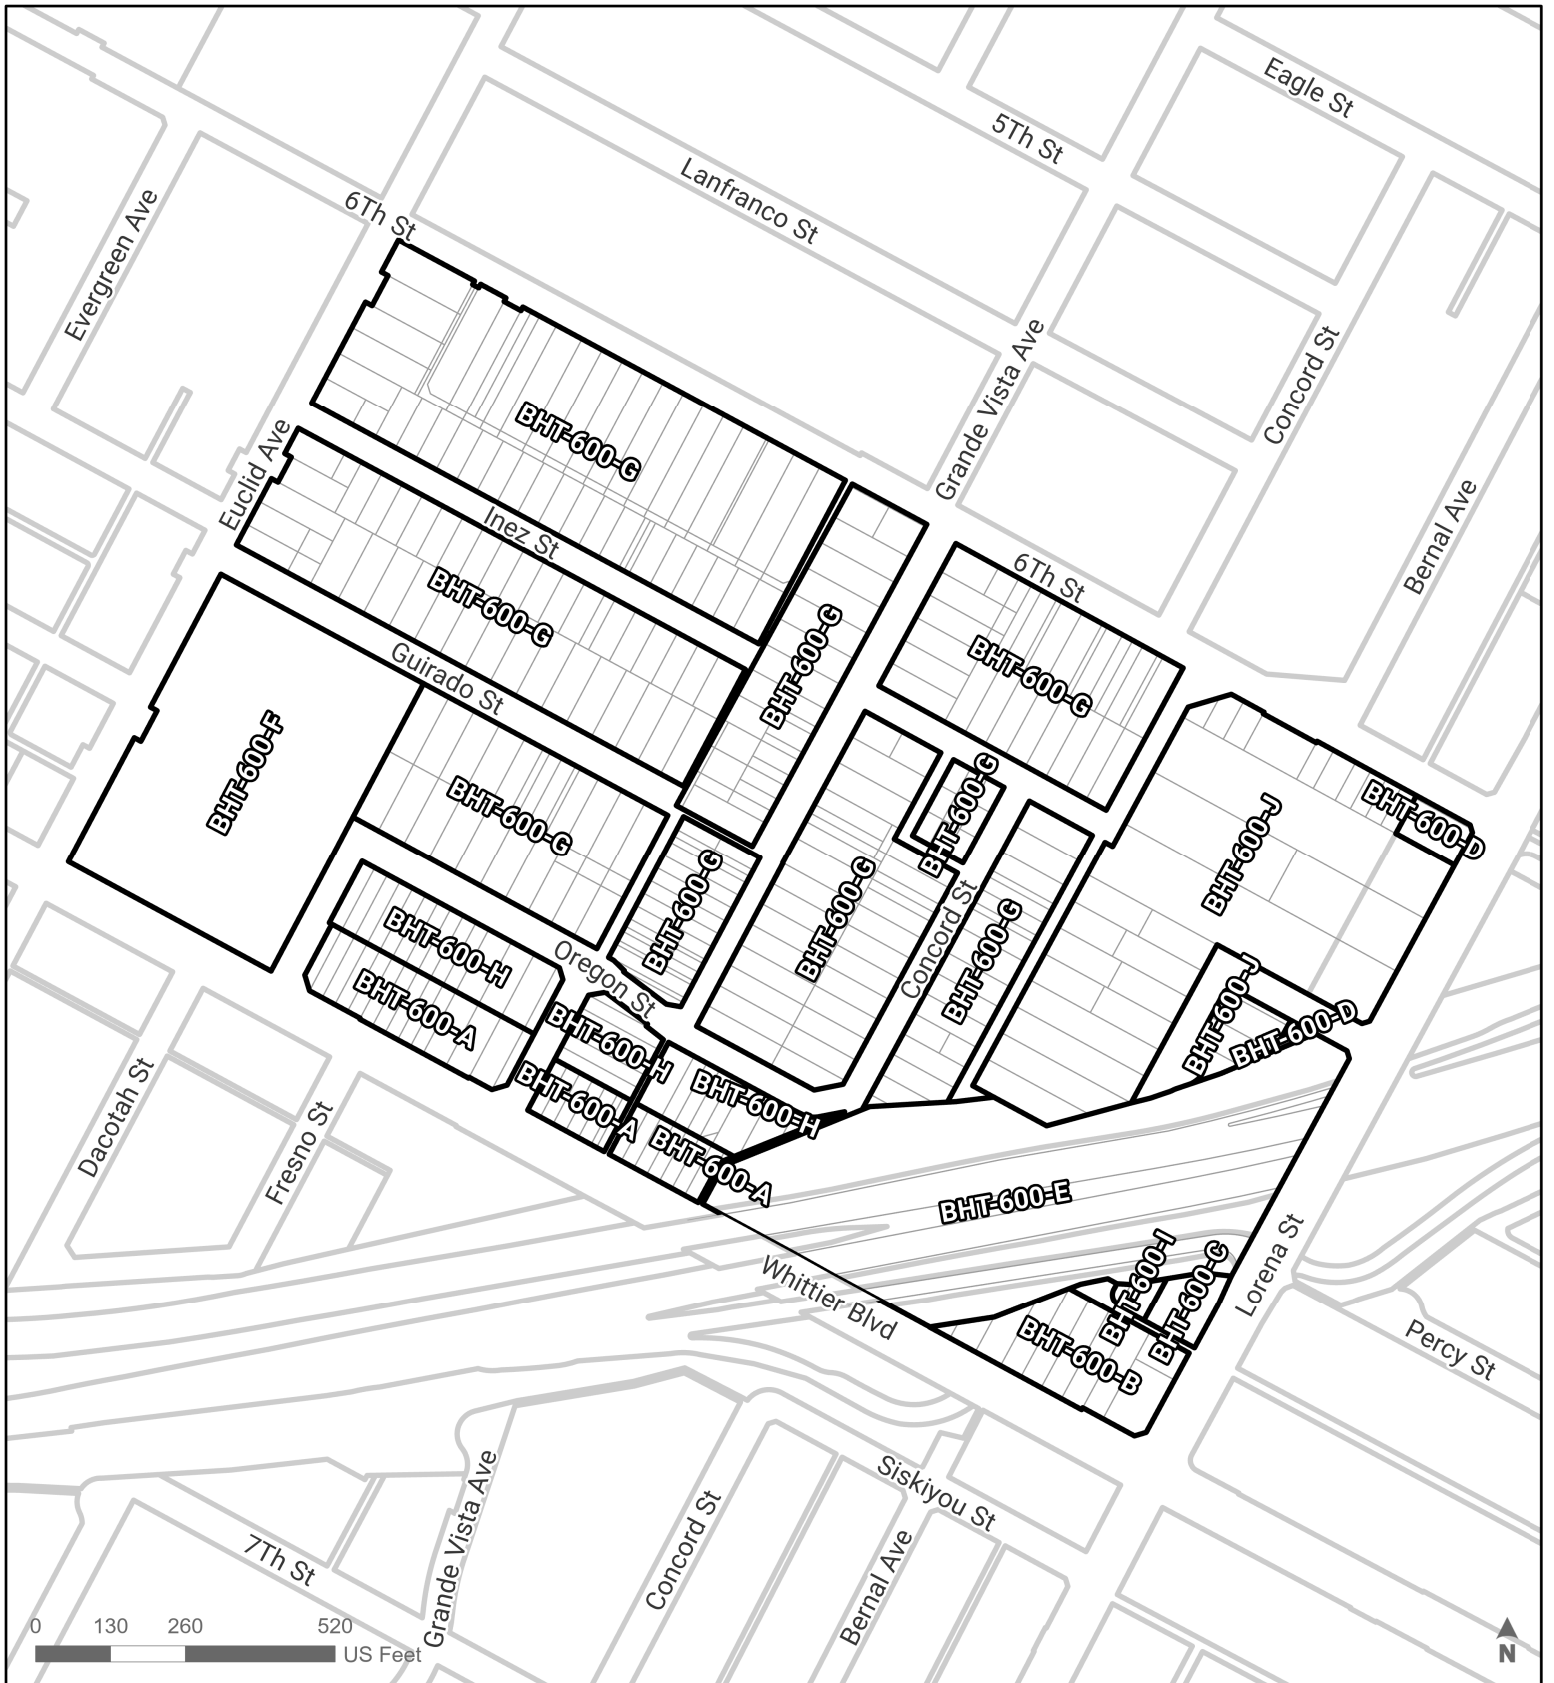 Eagle St
5Th St
Lanfranco St
6Th St
Evergreen Ave
Grande Vista Ave
Concord St
BHT-600-G
Euclid Ave
Bernal Ave
Inez St
6Th St
BHT-600-G
BHT-600-G
BHT-600-G
Guirado St
BHT-600-F
BHT-600-G
BHT-600-G
BHT-600-J
BHT-600-D
BHT-600-G
BHT-600-G
BHT-600-G
Concord St
BHT-600-H
BHT-600-A
Oregon St
BHT-600-J
BHT-600-D
BHT-600-H
BHT-600-A
BHT-600-H
BHT-600-A
Dacotah St
Fresno St
BHT-600-E
BHT-600-I
BHT-600-C
Lorena St
Whittier Blvd
BHT-600-B
Percy St
Siskiyou St
Grande Vista Ave
Concord St
Bernal Ave
7Th St
0 130 260 520
US Feet
N